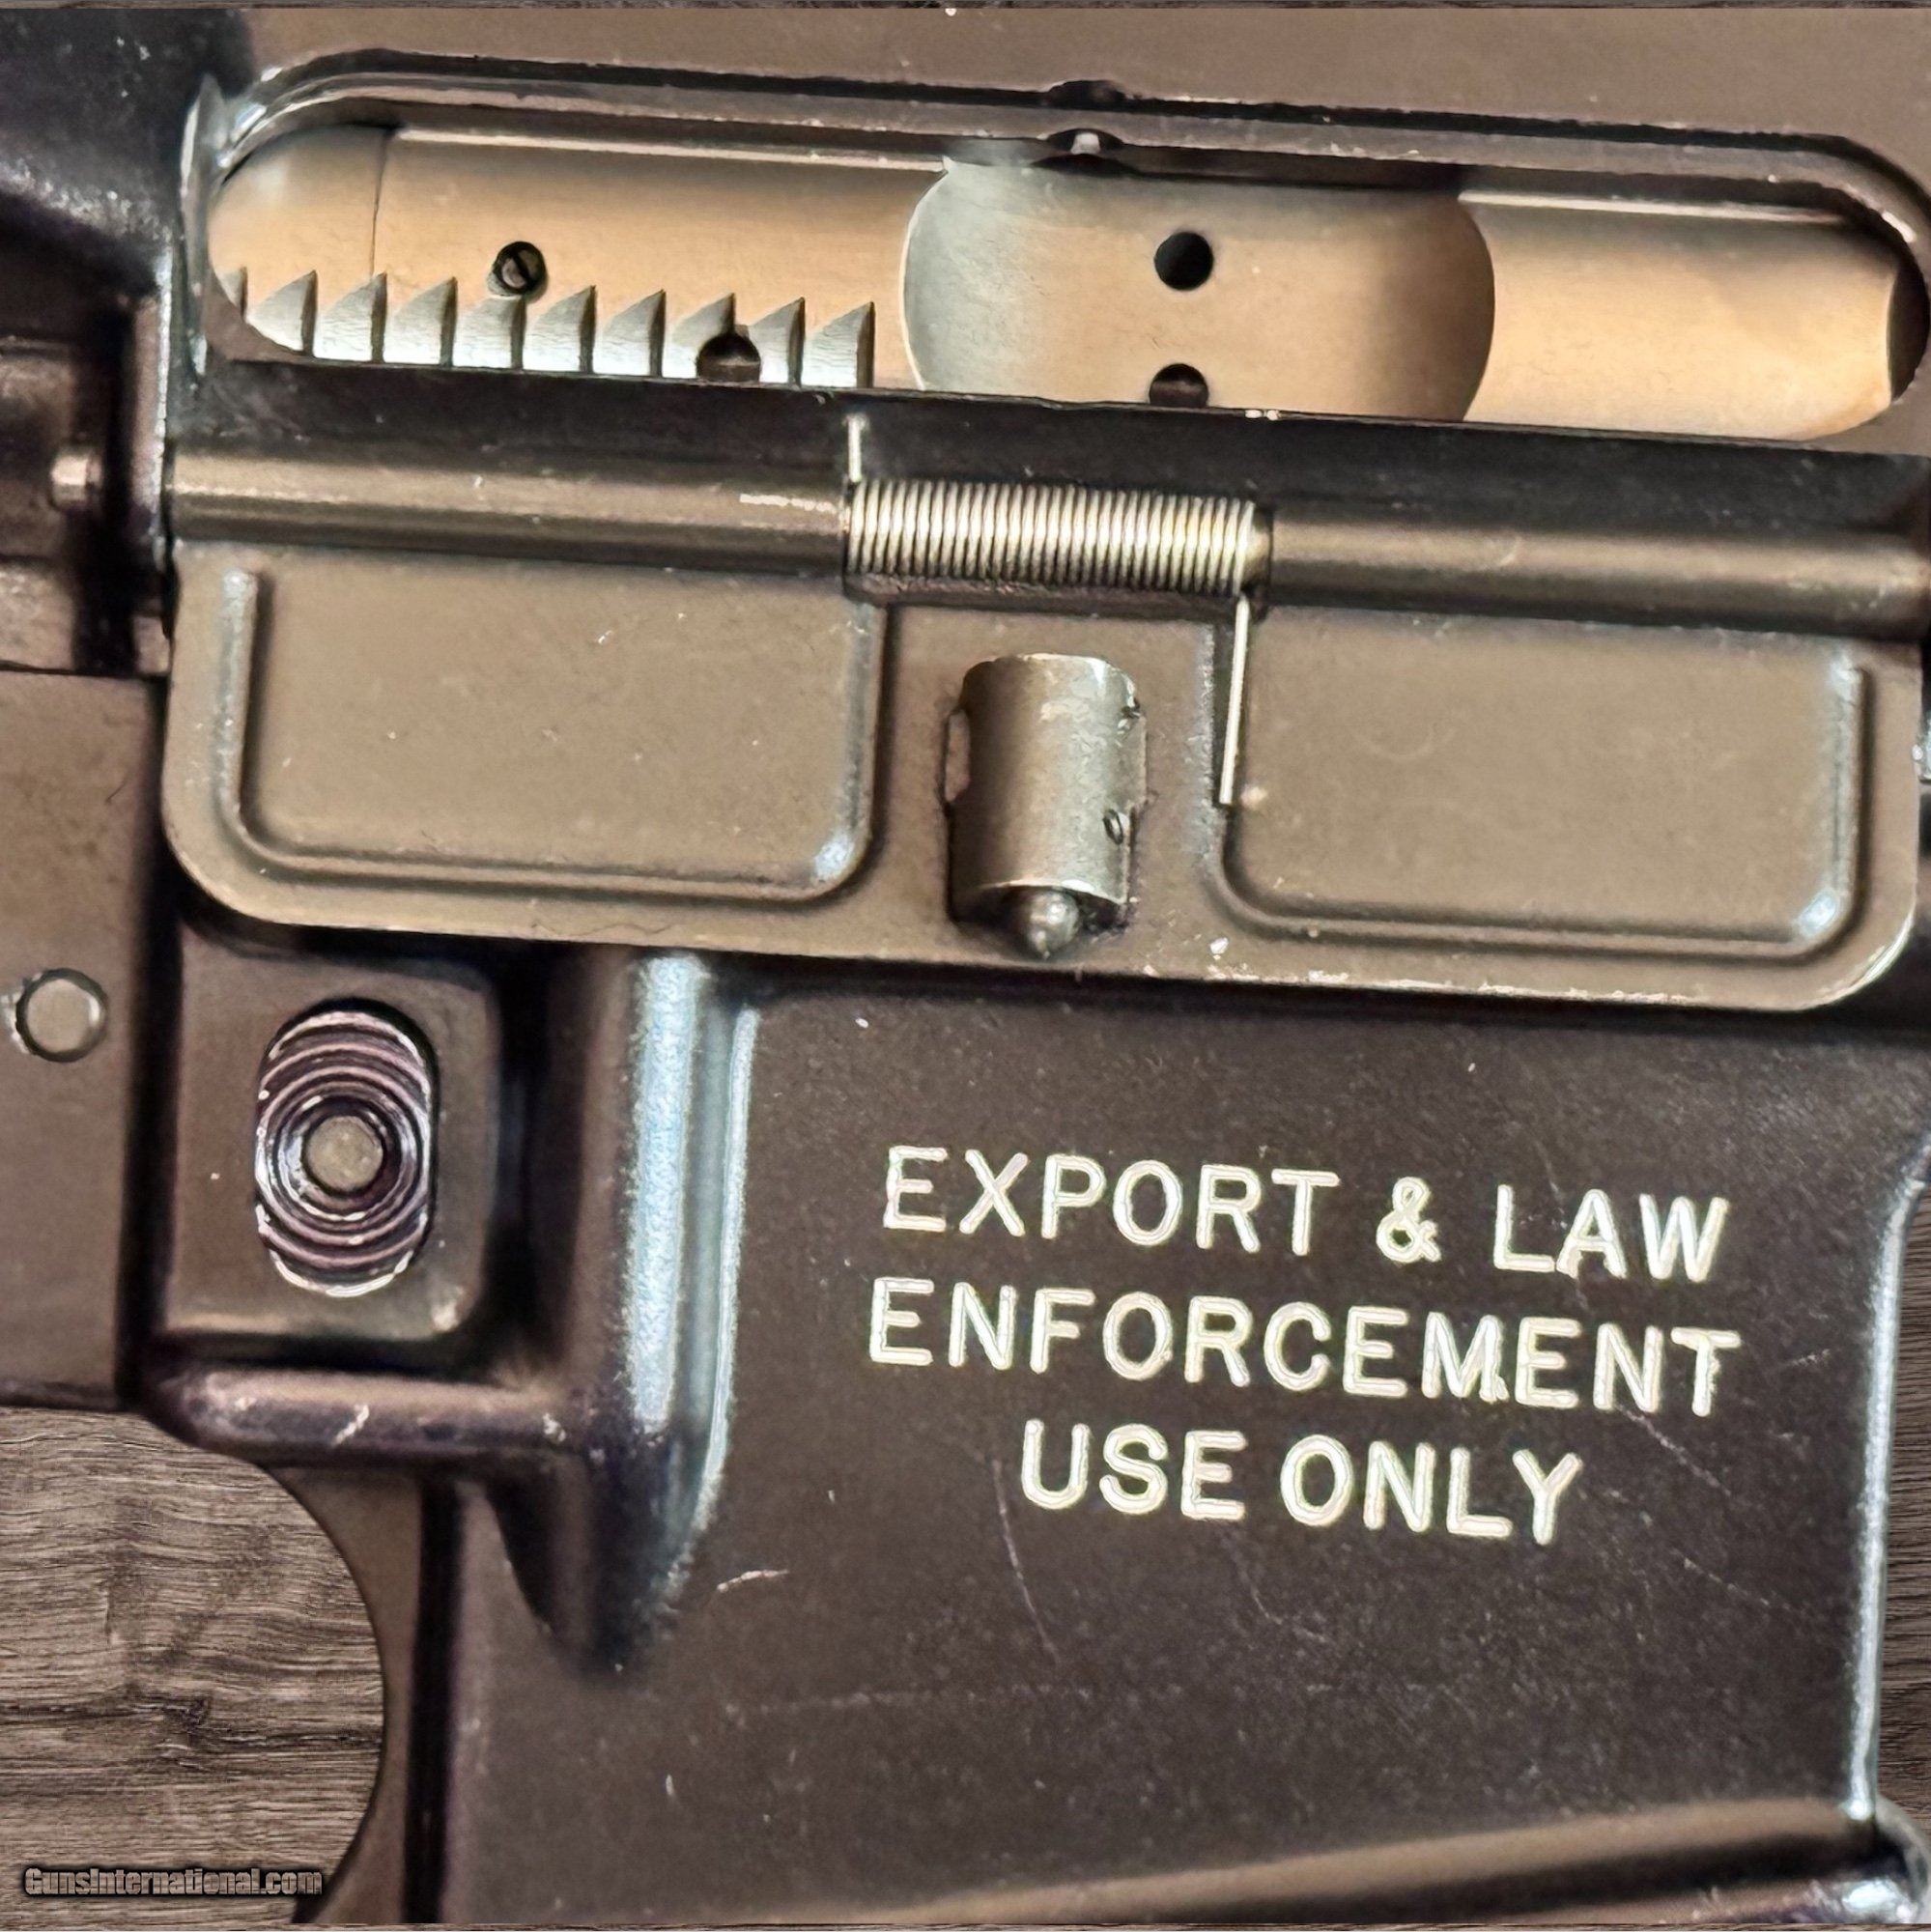 EXPORT & LAW
ENFORCEMENT
USE ONLY
GunsInternational.com